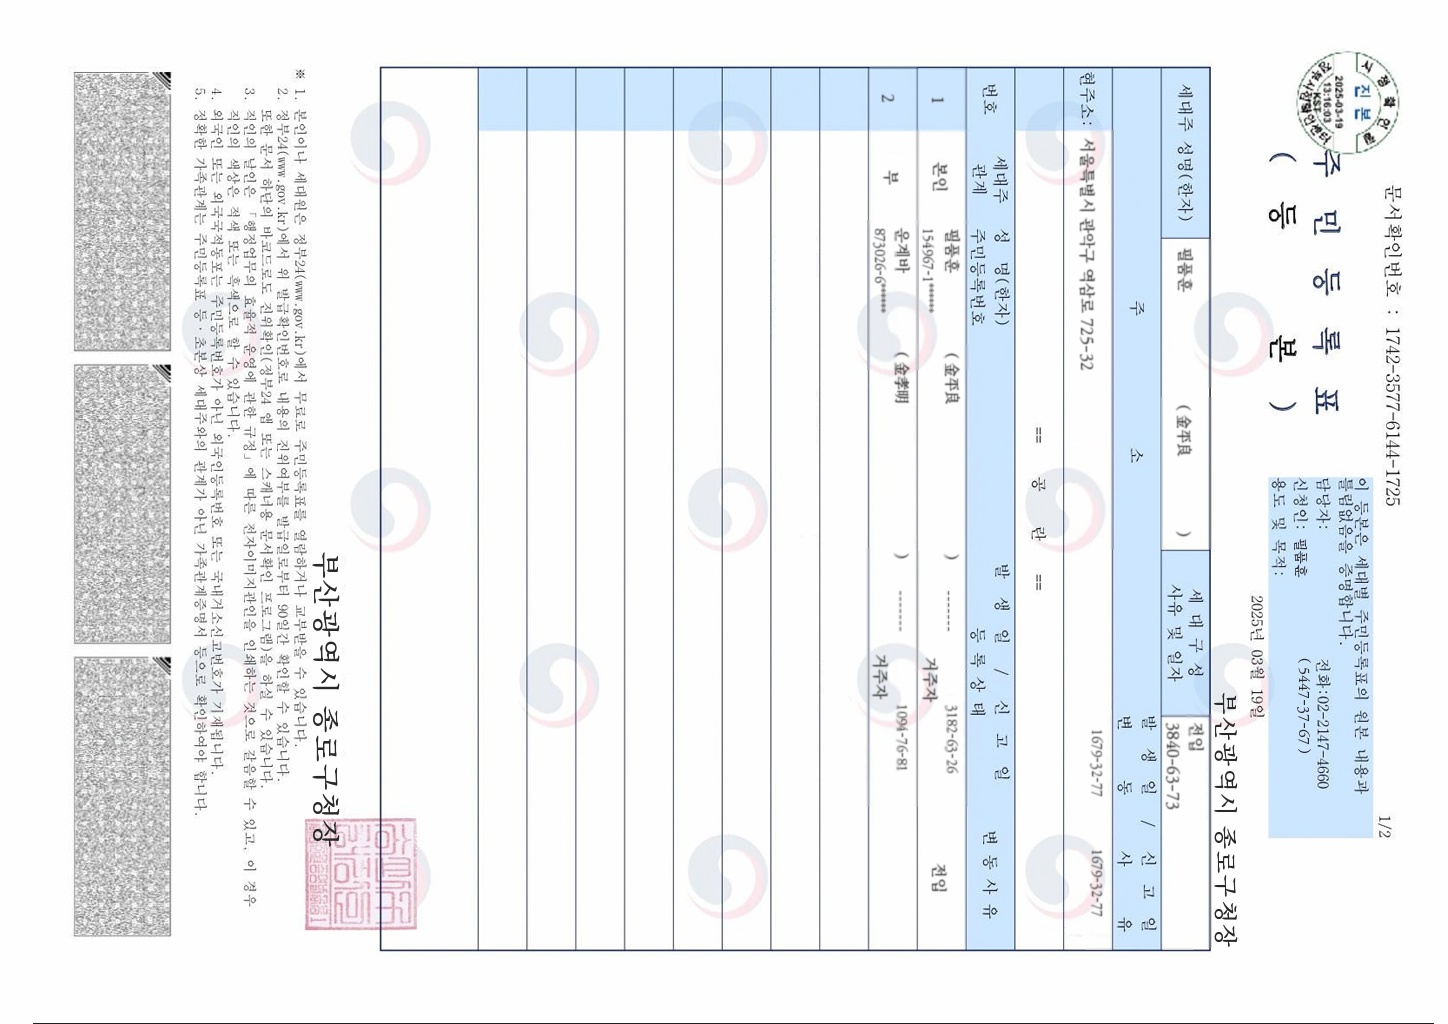 문서확인번호 : 1742-3577-6144-1725
1/2
시점확인필
진본
2025-03-19
13:16:03
KST
주 민 등 록 표
( 등 본 )
이 등본은 세대별 주민등록표의 원본 내용과
틀림없음을 증명합니다.
담당자: 전화:02-2147-4660
신청인: 필품훈 (5447-37-67)
용도 및 목적:
2025년 03월 19일
부산광역시 종로구청장
세대주 성명(한자) 필품훈 (金平良) 세 대 구 성 사유 및 일자 전입
3840-63-73
주 소 발 생 일 / 신 고 일
변 동 사 유
현주소: 서울특별시 관악구 역삼로 725-32 1679-32-77 1679-32-77
== 공 란 ==
번호 세대주 관계 성 명(한자) 주민등록번호 발 생 일 / 신 고 일 등 록 상 태 변 동 사 유
1 본인 필품훈 (金平良) ------- 3182-63-26 전입
154967-1****** 거주자
2 부 운계바 (金孝明) ------- 1094-76-81
873026-6****** 거주자
부산광역시 종로구청장
※ 1. 본인이나 세대원은 정부24(www.gov.kr)에서 무료로 주민등록표를 열람하거나 교부받을 수 있습니다.
2. 정부24(www.gov.kr)에서 위 발급확인번호로 내용의 진위여부를 발급일로부터 90일간 확인할 수 있습니다.
또한 문서 하단의 바코드로도 진위확인(정부24 앱 또는 스캐너용 문서확인 프로그램)을 하실 수 있습니다.
3. 직인의 날인은 「행정업무의 효율적 운영에 관한 규정」에 따른 전자이미지관인을 인쇄하는 것으로 갈음할 수 있고, 이 경우
직인의 색상은 적색 또는 흑색으로 할 수 있습니다.
4. 외국인 또는 외국국적동포는 주민등록번호가 아닌 외국인등록번호 또는 국내거소신고번호가 기재됩니다.
5. 정확한 가족관계는 주민등록표 등·초본상 세대주와의 관계가 아닌 가족관계증명서 등으로 확인하여야 합니다.